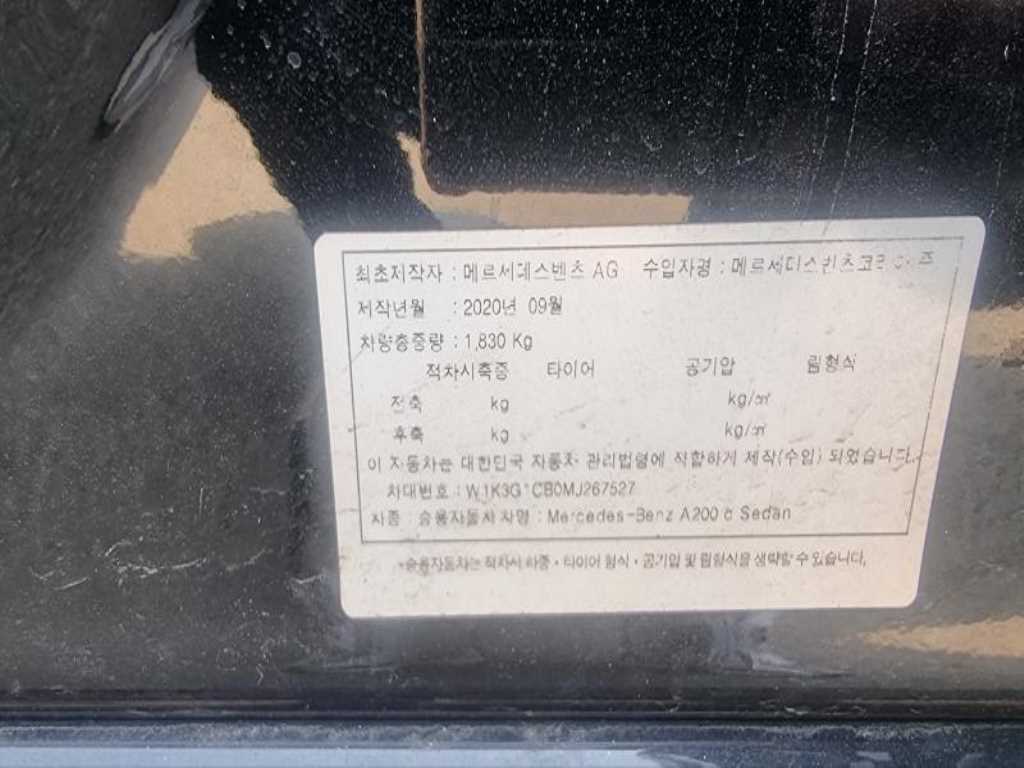 최초제작자 : 메르세데스벤츠 AG 수입자명 : 메르세데스벤츠코리아㈜
제작년월 : 2020년 09월
차량총중량 : 1,830 Kg
적차시축중 타이어 공기압 림형식
전축 kg kg/㎠
후축 kg kg/㎠
이 자동차는 대한민국 자동차 관리법령에 적합하게 제작(수입) 되었습니다.
차대번호 :
차종 : 승용자동차 차명 : Mercedes-Benz A200 d Sedan
*승용자동차는 적차시 하중·타이어 형식·공기압 및 림형식을 생략할 수 있습니다.